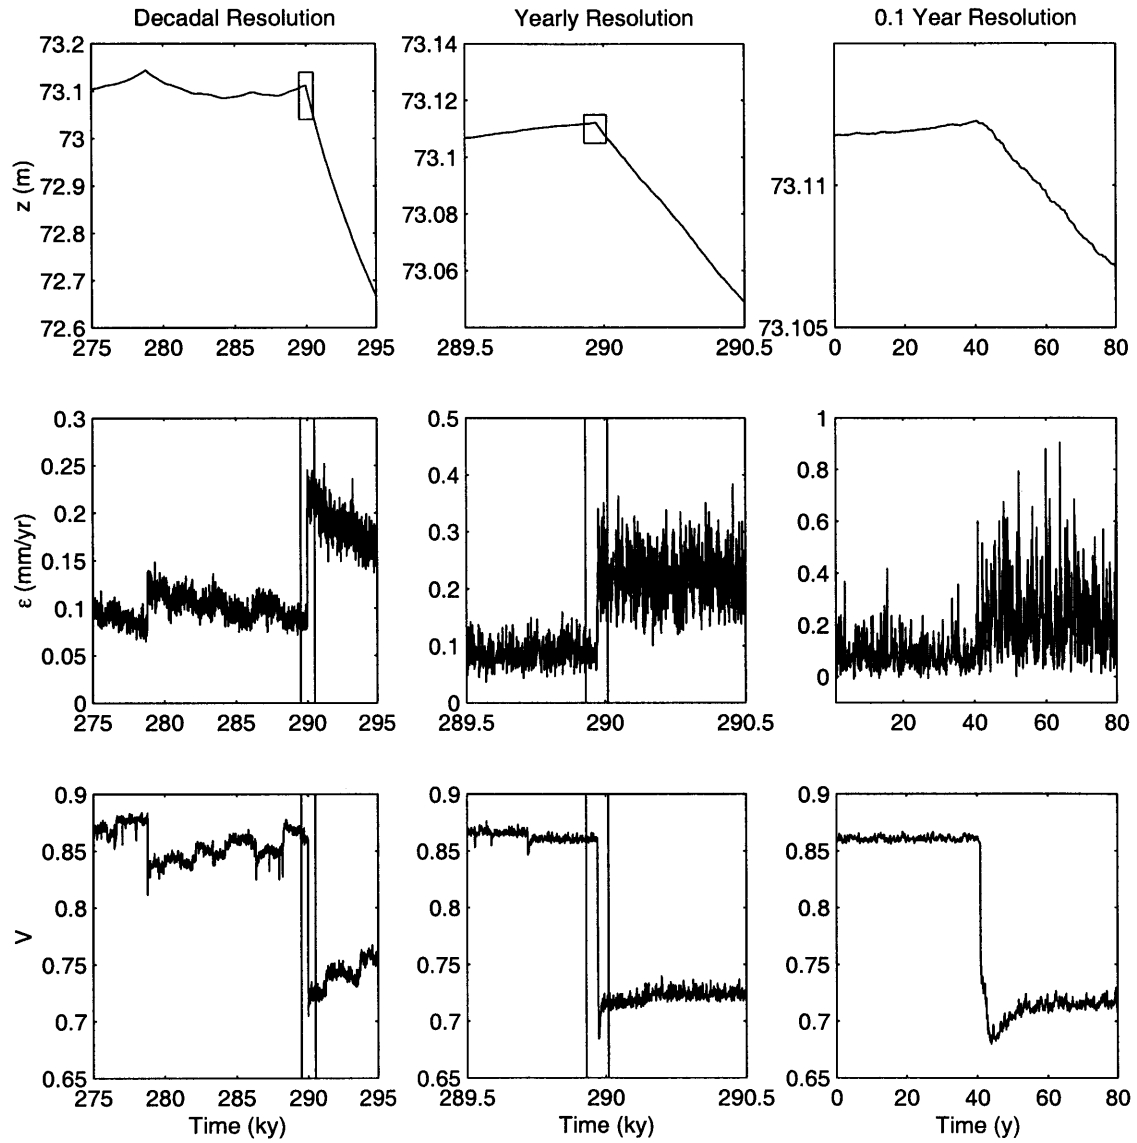 Decadal Resolution
Yearly Resolution
0.1 Year Resolution
z (m)
73.2
73.1
73
72.9
72.8
72.7
72.6
275 280 285 290 295
73.14
73.12
73.1
73.08
73.06
289.5 290 290.5
73.11
73.105
0 20 40 60 80
ε (mm/yr)
0.3
0.25
0.2
0.15
0.1
0.05
0
275 280 285 290 295
0.5
0.4
0.3
0.2
0.1
0
289.5 290 290.5
1
0.8
0.6
0.4
0.2
0
20 40 60 80
V
0.9
0.85
0.8
0.75
0.7
0.65
275 280 285 290 295
Time (ky)
0.9
0.85
0.8
0.75
0.7
0.65
289.5 290 290.5
Time (ky)
0.9
0.85
0.8
0.75
0.7
0.65
0 20 40 60 80
Time (y)